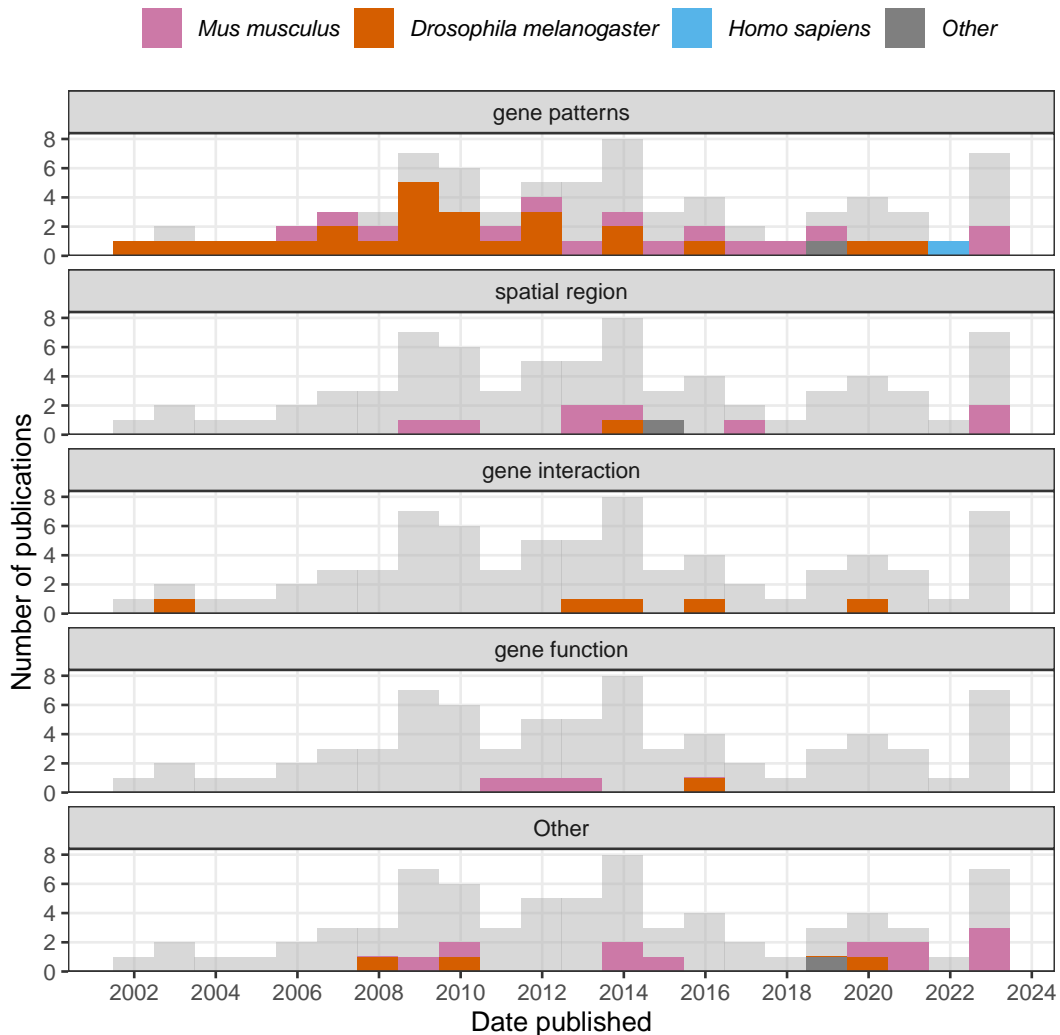 Mus musculus Drosophila melanogaster Homo sapiens Other
gene patterns
8
6
4
2
0
spatial region
8
6
4
2
0
gene interaction
8
6
4
2
0
gene function
8
6
4
2
0
Other
8
6
4
2
0
2002 2004 2006 2008 2010 2012 2014 2016 2018 2020 2022 2024
Date published
Number of publications